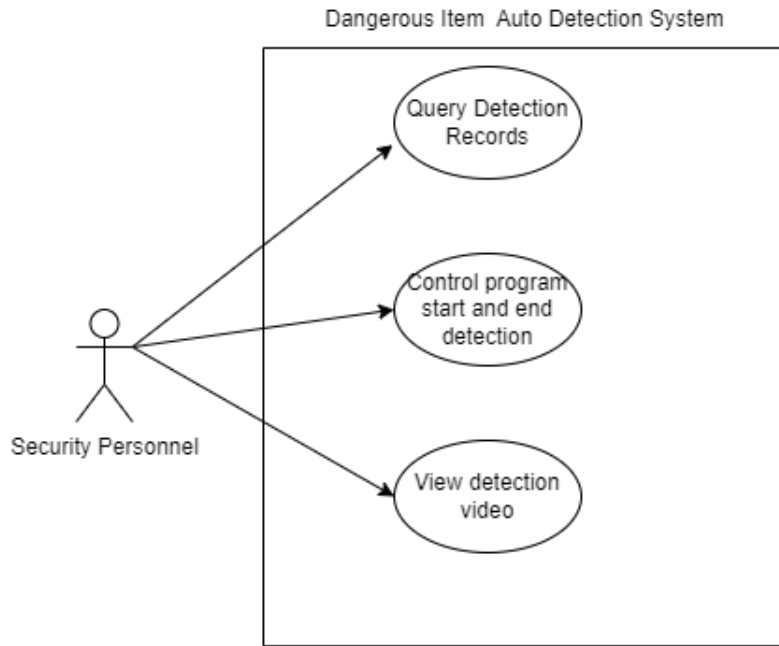 Dangerous Item  Auto Detection System
Query Detection
Records
Control program
start and end
detection
Security Personnel
View detection
video